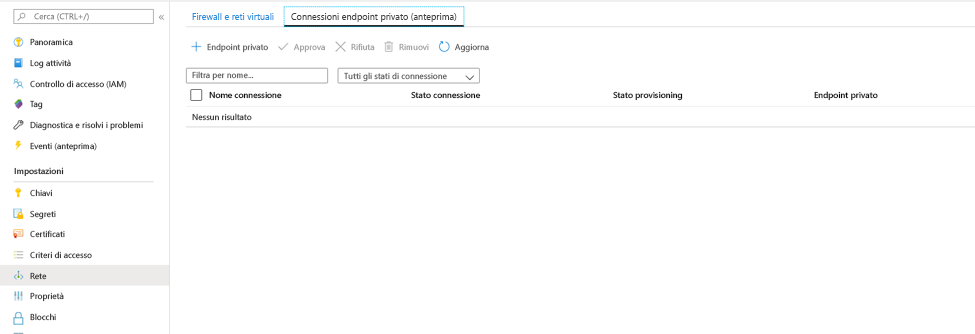 Cerca (CTRL+/)
«
Panoramica
Log attività
Controllo di accesso (IAM)
Tag
Diagnostica e risolvi i problemi
Eventi (anteprima)
Impostazioni
Chiavi
Segreti
Certificati
Criteri di accesso
Rete
Proprietà
Blocchi
Firewall e reti virtuali Connessioni endpoint privato (anteprima)
Endpoint privato Approva Rifiuta Rimuovi Aggiorna
Filtra per nome... Tutti gli stati di connessione
Nome connessione Stato connessione Stato provisioning Endpoint privato
Nessun risultato